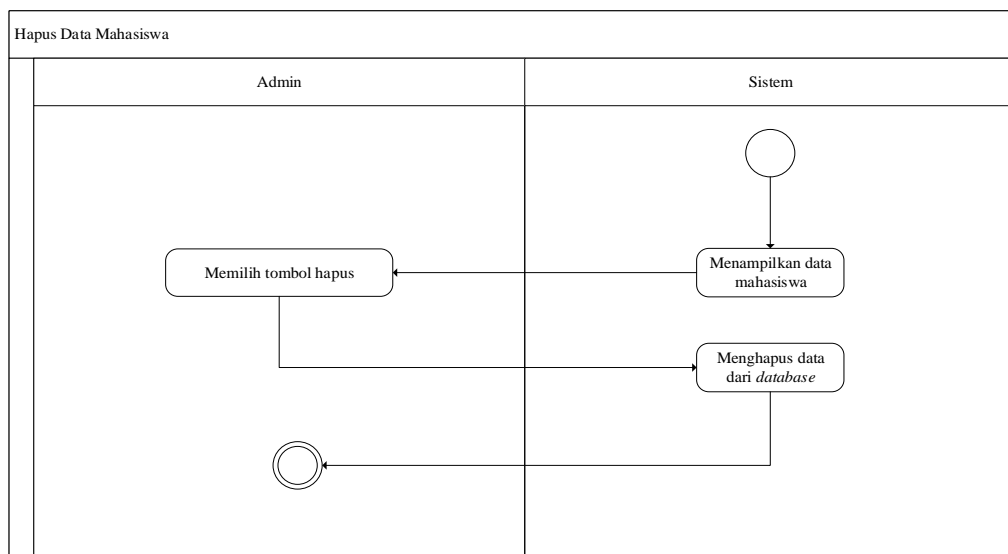 Hapus Data Mahasiswa
Admin
Sistem
Memilih tombol hapus
Menampilkan data
mahasiswa
Menghapus data
dari database